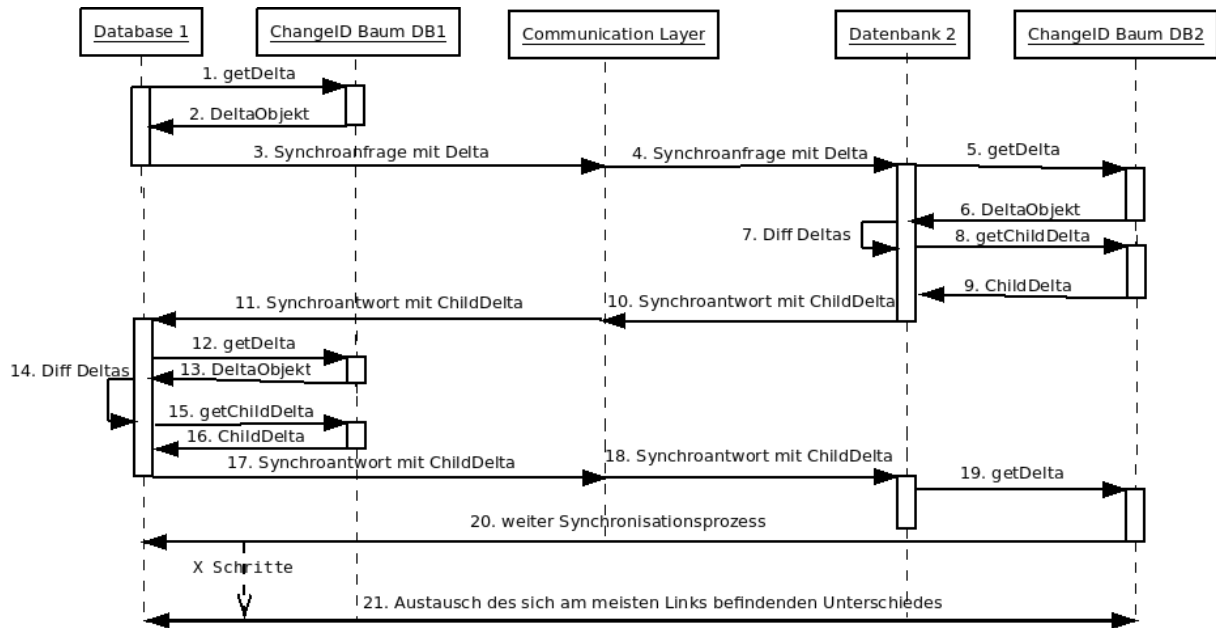 Database 1
ChangeID Baum DB1
Communication Layer
Datenbank 2
ChangeID Baum DB2
1. getDelta
2. DeltaObjekt
3. Synchroanfrage mit Delta
4. Synchroanfrage mit Delta
5. getDelta
6. DeltaObjekt
7. Diff Deltas
8. getChildDelta
9. ChildDelta
10. Synchroantwort mit ChildDelta
11. Synchroantwort mit ChildDelta
12. getDelta
13. DeltaObjekt
14. Diff Deltas
15. getChildDelta
16. ChildDelta
17. Synchroantwort mit ChildDelta
18. Synchroantwort mit ChildDelta
19. getDelta
20. weiter Synchronisationsprozess
X Schritte
21. Austausch des sich am meisten Links befindenden Unterschiedes